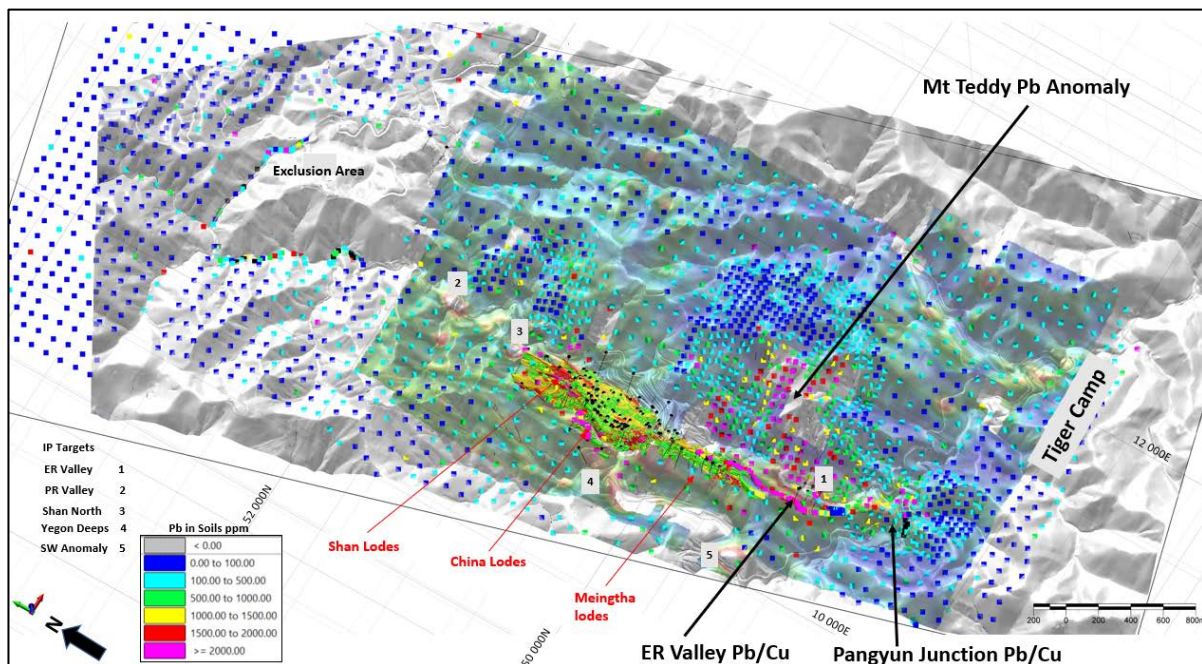 Mt Teddy Pb Anomaly
Exclusion Area
2
3
Tiger Camp
12 000E
IP Targets
ER Valley 1
PR Valley 2
Shan North 3
Yegon Deeps 4
SW Anomaly 5
52 000N
4
1
5
Pb in Soils ppm
< 0.00
0.00 to 100.00
100.00 to 500.00
500.00 to 1000.00
1000.00 to 1500.00
1500.00 to 2000.00
>= 2000.00
Shan Lodes
China Lodes
Meingtha
lodes
N
50 000N
10 000E
ER Valley Pb/Cu
Pangyun Junction Pb/Cu
200 0 200 400 600 800m